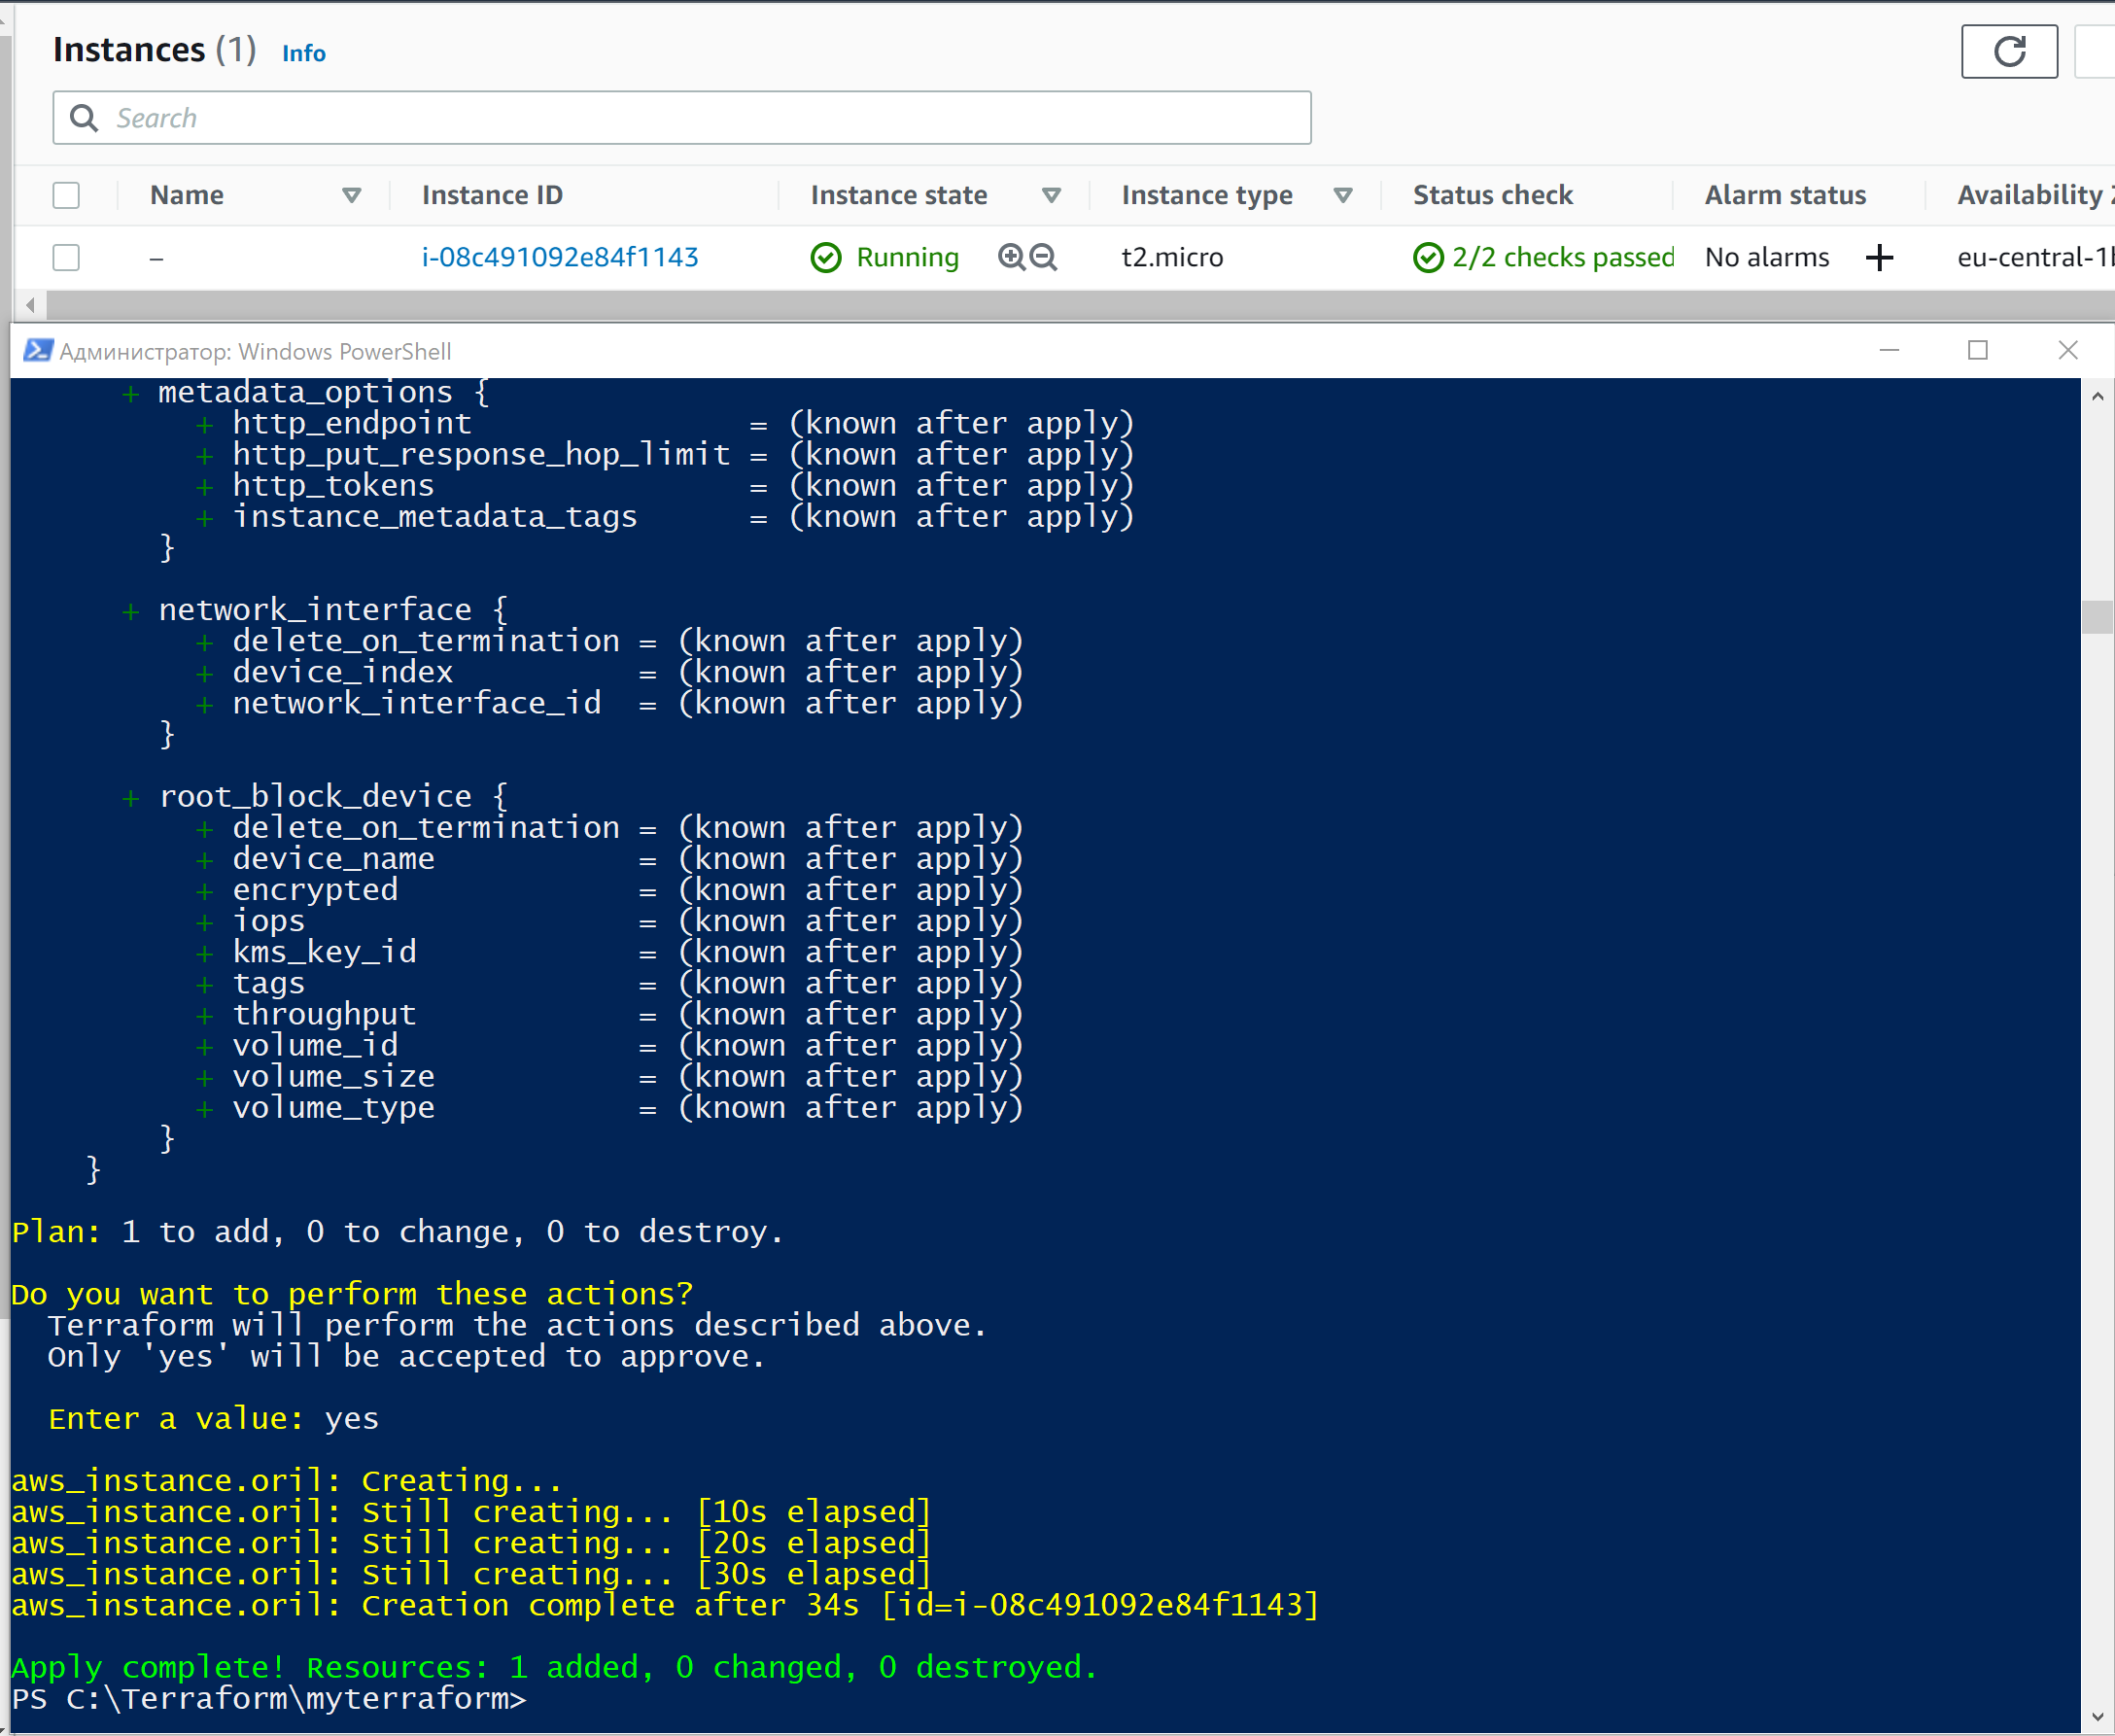 Instances (1) Info
Search
Name Instance ID Instance state Instance type Status check Alarm status Availability
– i-08c491092e84f1143 Running t2.micro 2/2 checks passed No alarms + eu-central-1b
Администратор: Windows PowerShell
+ metadata_options {
+ http_endpoint = (known after apply)
+ http_put_response_hop_limit = (known after apply)
+ http_tokens = (known after apply)
+ instance_metadata_tags = (known after apply)
}
+ network_interface {
+ delete_on_termination = (known after apply)
+ device_index = (known after apply)
+ network_interface_id = (known after apply)
}
+ root_block_device {
+ delete_on_termination = (known after apply)
+ device_name = (known after apply)
+ encrypted = (known after apply)
+ iops = (known after apply)
+ kms_key_id = (known after apply)
+ tags = (known after apply)
+ throughput = (known after apply)
+ volume_id = (known after apply)
+ volume_size = (known after apply)
+ volume_type = (known after apply)
}
}
Plan: 1 to add, 0 to change, 0 to destroy.
Do you want to perform these actions?
Terraform will perform the actions described above.
Only 'yes' will be accepted to approve.
Enter a value: yes
aws_instance.oril: Creating...
aws_instance.oril: Still creating... [10s elapsed]
aws_instance.oril: Still creating... [20s elapsed]
aws_instance.oril: Still creating... [30s elapsed]
aws_instance.oril: Creation complete after 34s [id=i-08c491092e84f1143]
Apply complete! Resources: 1 added, 0 changed, 0 destroyed.
PS C:\Terraform\myterraform>